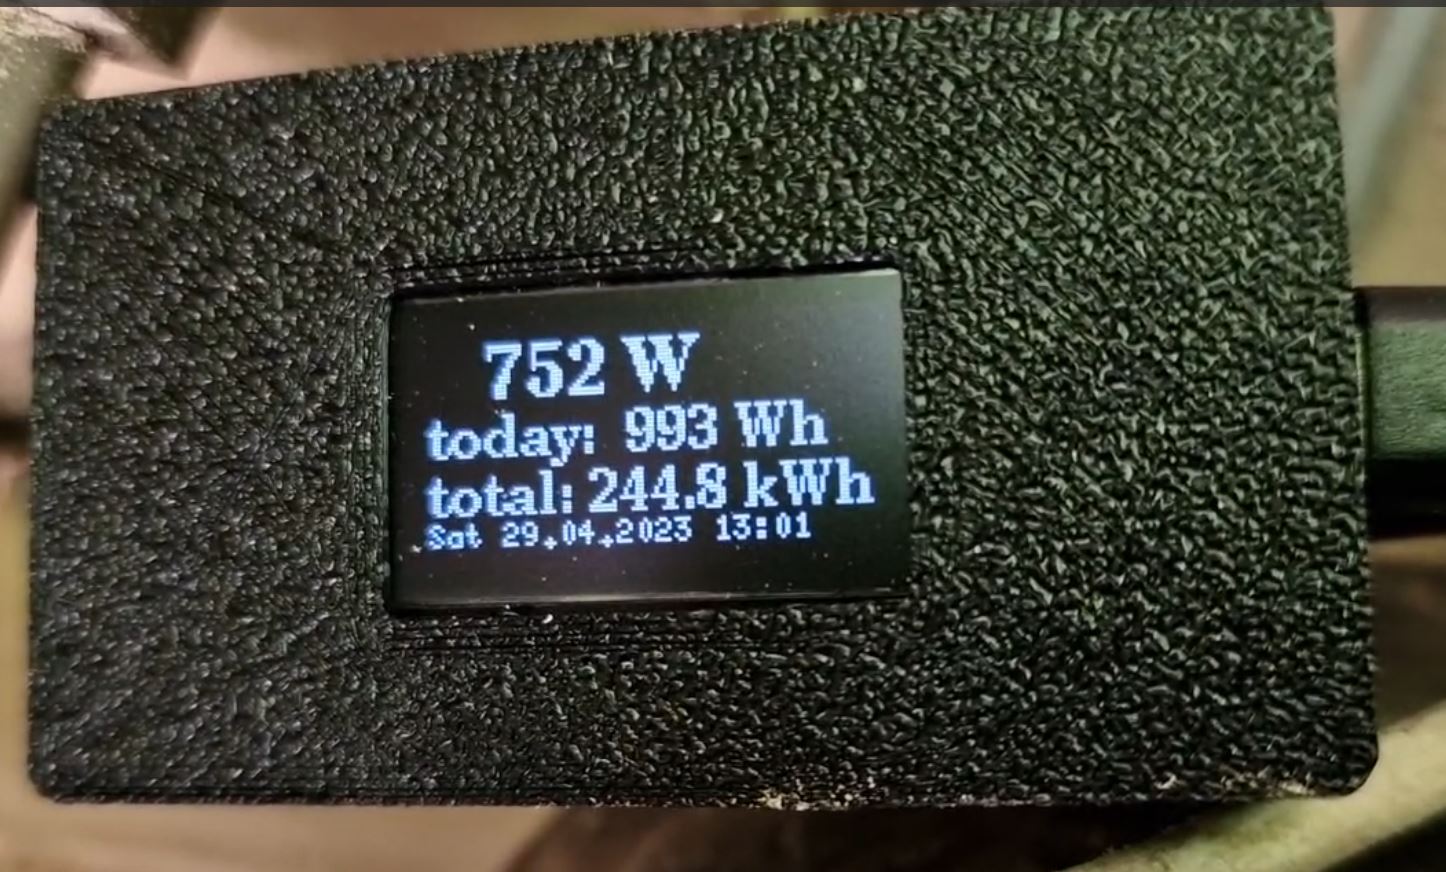 752 W
today: 993 Wh
total: 244.8 kWh
Sat 29.04.2023 13:01